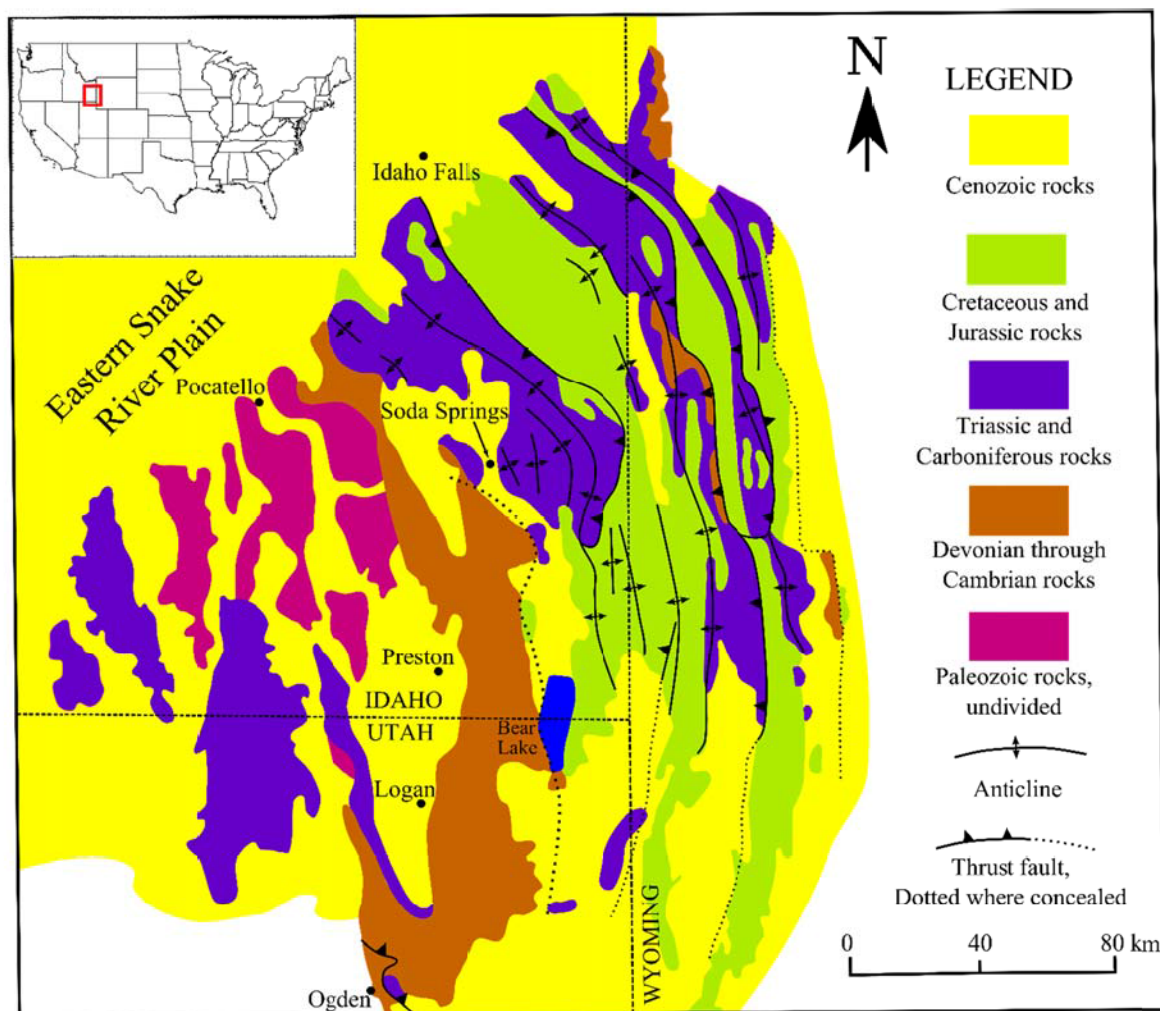 N
LEGEND
Cenozoic rocks
Cretaceous and
Jurassic rocks
Triassic and
Carboniferous rocks
Devonian through
Cambrian rocks
Paleozoic rocks,
undivided
Anticline
Thrust fault,
Dotted where concealed
0 40 80 km
Idaho Falls
Eastern Snake
River Plain
Pocatello
Soda Springs
Preston
IDAHO
UTAH
Bear
Lake
Logan
WYOMING
Ogden